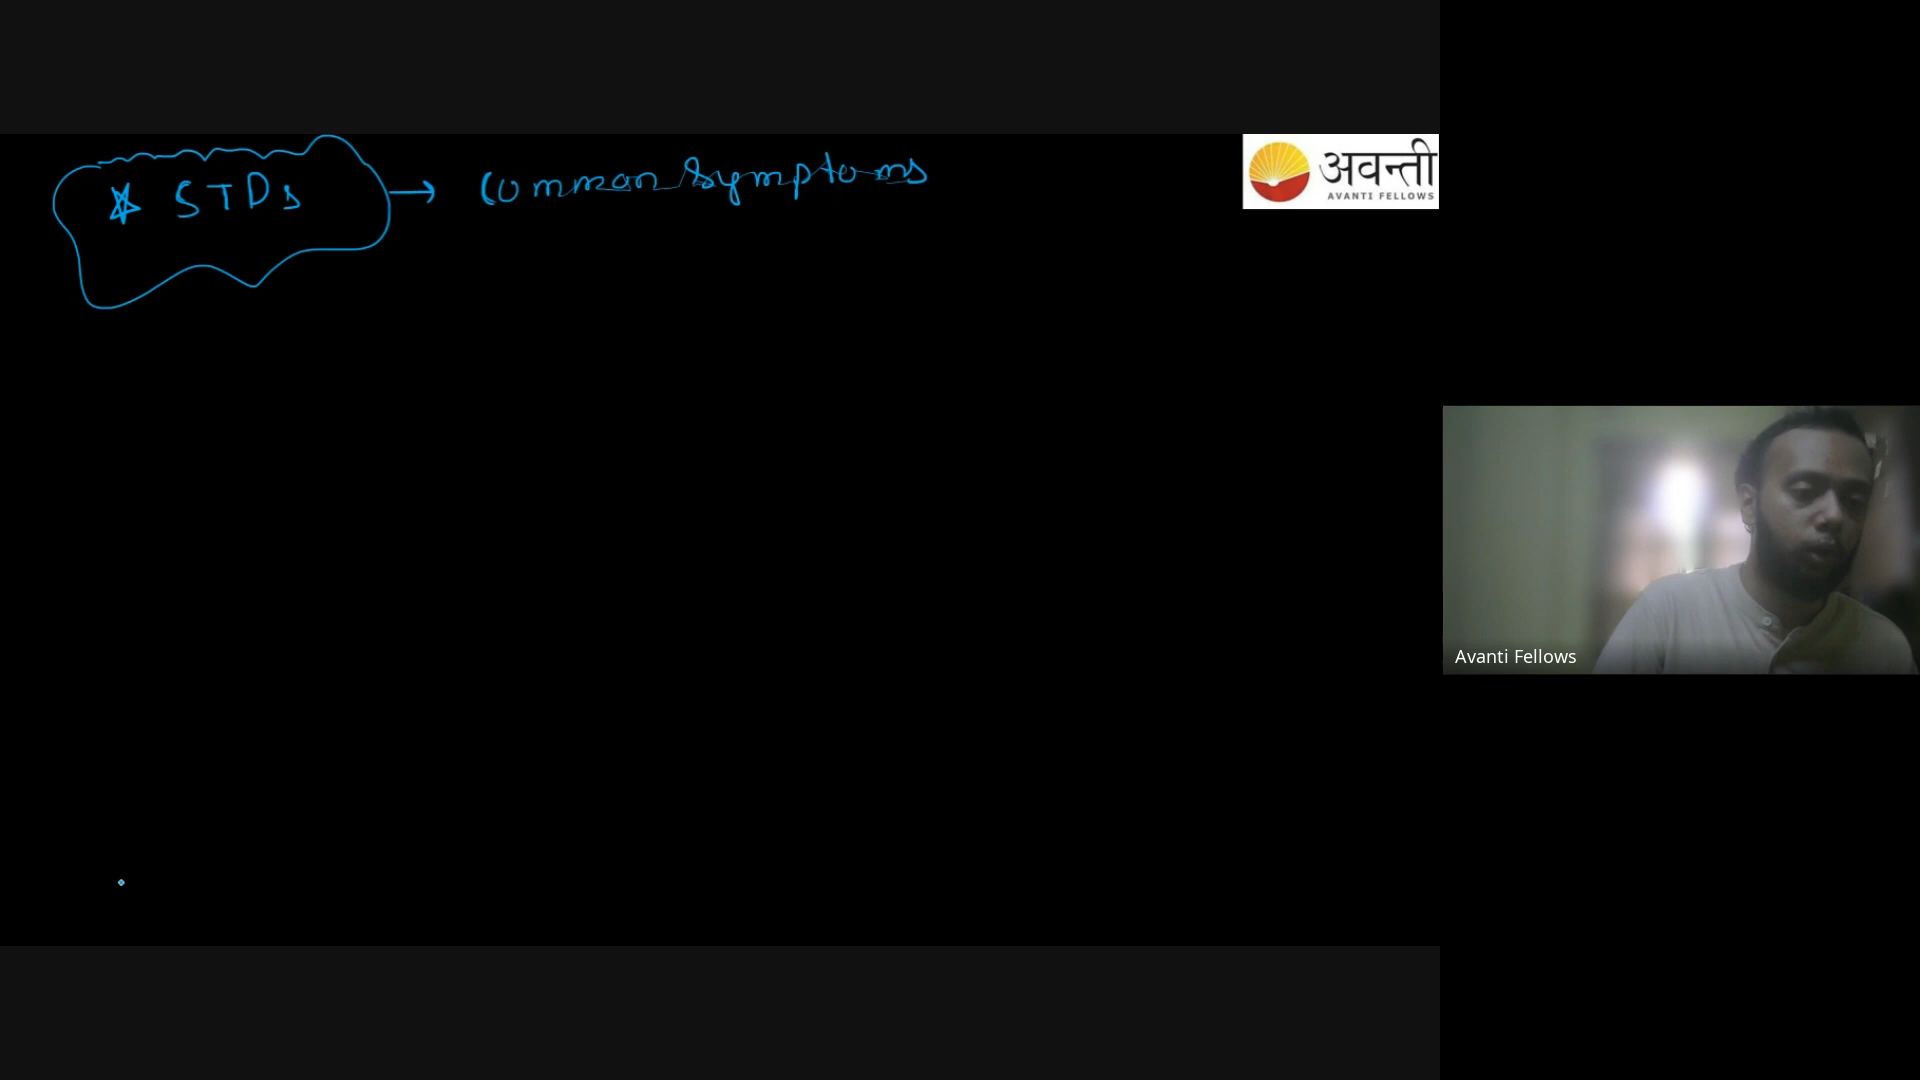 STDs → Common Symptoms
अवन्ती
AVANTI FELLOWS
Avanti Fellows